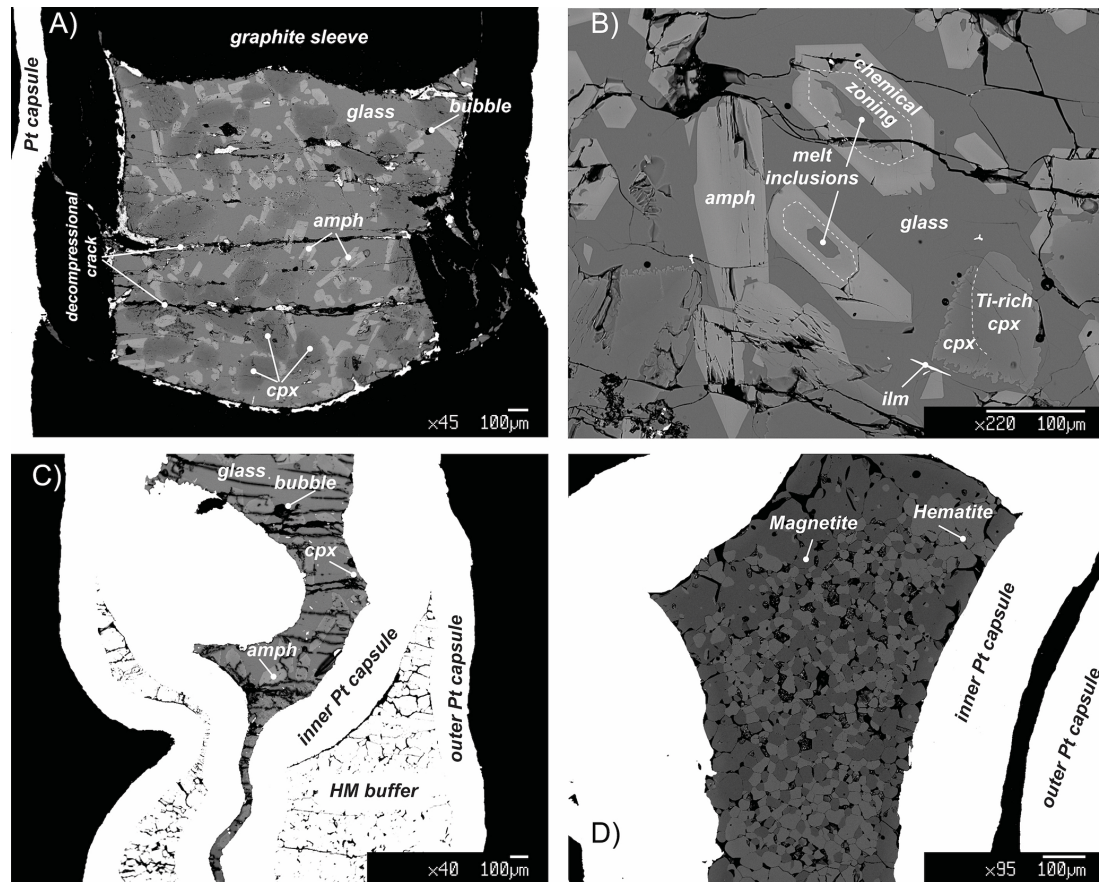 A)
graphite sleeve
Pt capsule
glass
bubble
amph
decompressional
crack
cpx
×45 100μm
B)
chemical
zoning
melt
inclusions
amph
glass
Ti-rich
cpx
cpx
ilm
×220 100μm
C)
glass
bubble
cpx
amph
inner Pt capsule
outer Pt capsule
HM buffer
×40 100μm
Magnetite
Hematite
inner Pt capsule
outer Pt capsule
D)
×95 100μm